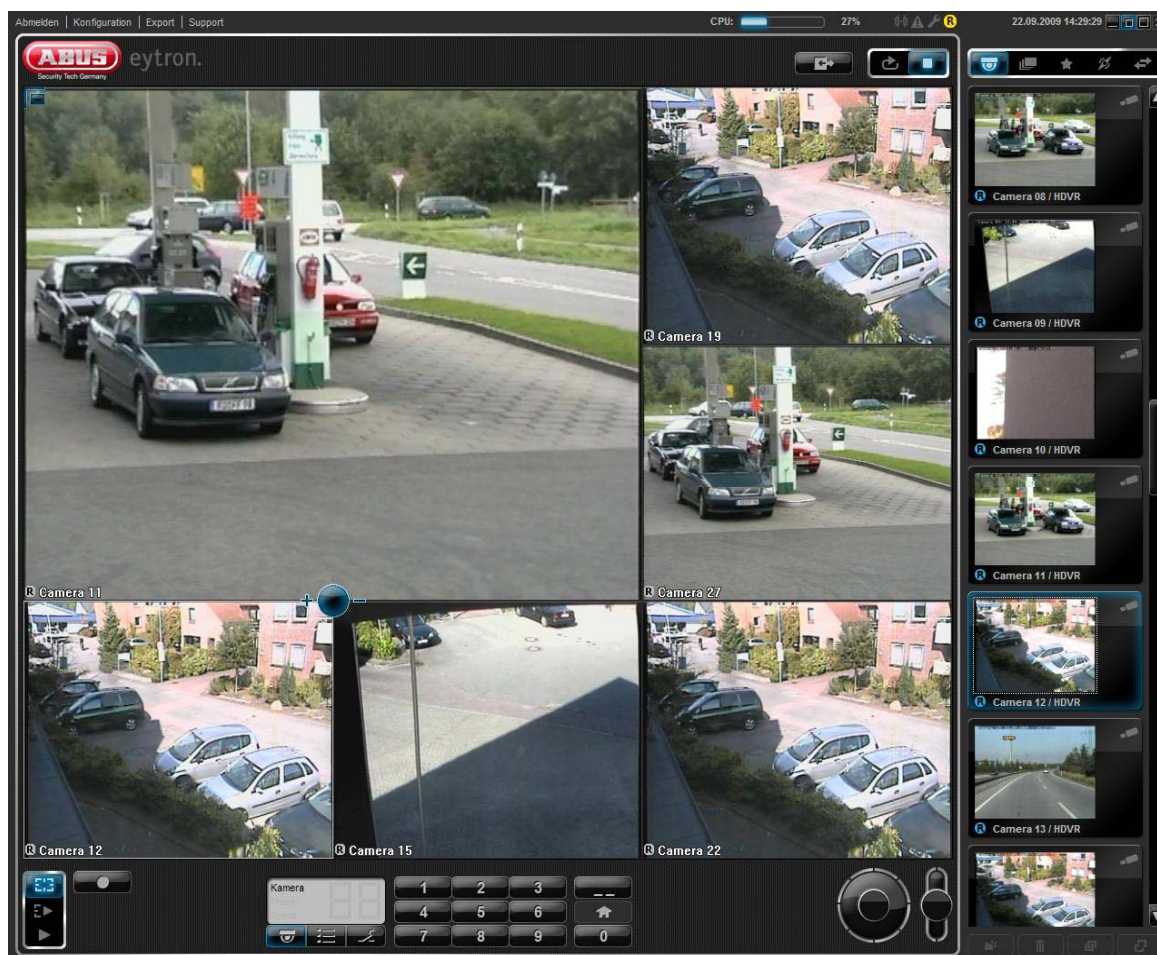 Abmelden | Konfiguration | Export | Support
CPU: 27% R 22.09.2009 14:29:29
ABUS eytron.
Security Tech Germany
R Camera 11
R Camera 19
R Camera 27
R Camera 12
R Camera 15
R Camera 22
R Camera 08 / HDVR
R Camera 09 / HDVR
R Camera 10 / HDVR
R Camera 11 / HDVR
R Camera 12 / HDVR
R Camera 13 / HDVR
Kamera
1 2 3 _ _
4 5 6
7 8 9 0